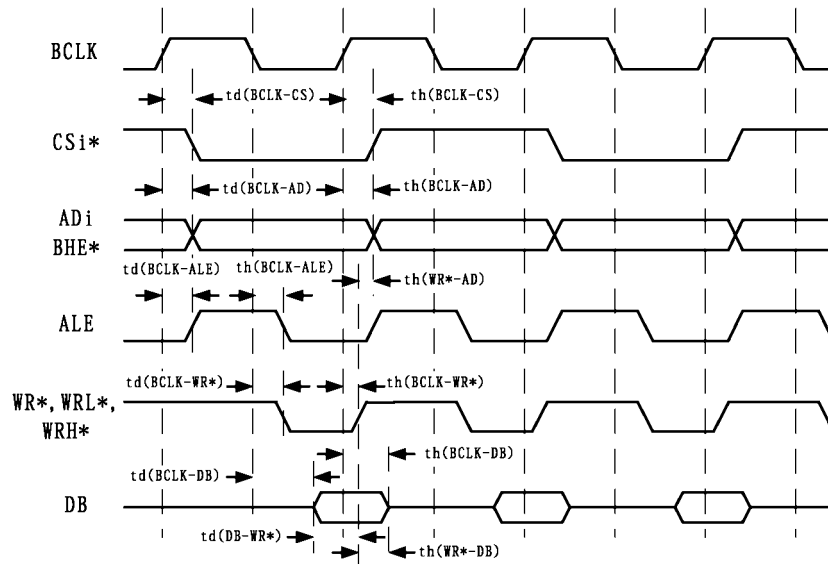 BCLK
td(BCLK-CS) th(BCLK-CS)
CSi*
td(BCLK-AD) th(BCLK-AD)
ADi
BHE*
td(BCLK-ALE) th(BCLK-ALE) th(WR*-AD)
ALE
td(BCLK-WR*) th(BCLK-WR*)
WR*, WRL*,
WRH*
th(BCLK-DB)
td(BCLK-DB)
DB
td(DB-WR*) th(WR*-DB)